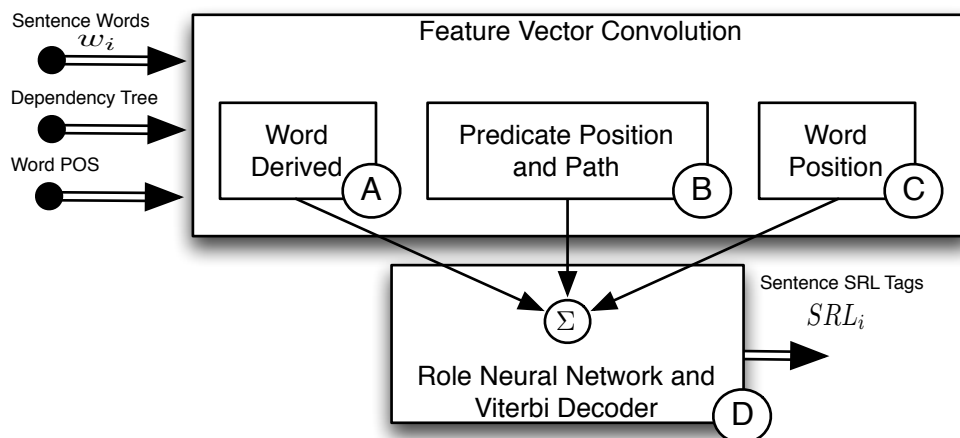 Sentence Words
w_i
Dependency Tree
Word POS
Feature Vector Convolution
Word
Derived
A
Predicate Position
and Path
B
Word
Position
C
Σ
Role Neural Network and
Viterbi Decoder
D
Sentence SRL Tags
SRL_i